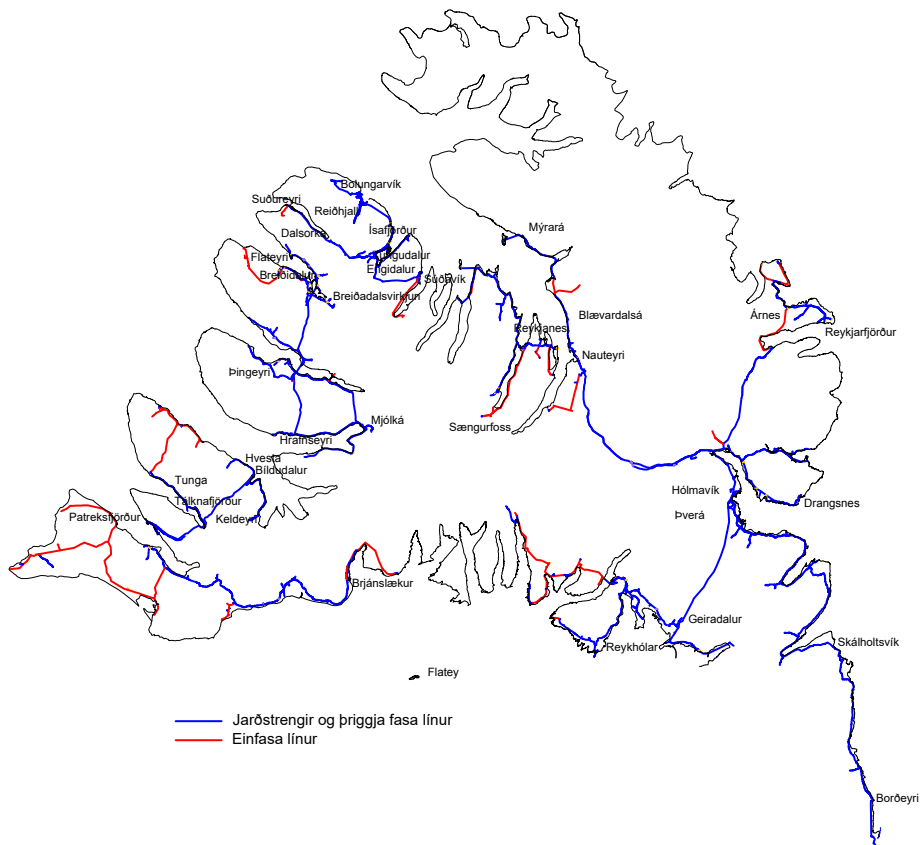 Bolungarvík
Suðureyri
Reiðhjalli
Ísafjörður
Mýrará
Dalsorka
Tungudalur
Flateyri
Engidalur
Breiðidalur
Súðavík
Breiðadalsvirkjun
Árnes
Blævardalsá
Reykjanes
Reykjarfjörður
Nauteyri
Þingeyri
Mjólká
Sængurfoss
Hrafnseyri
Hvesta
Bíldudalur
Tunga
Hólmavík
Tálknafjörður
Drangsnes
Patreksfjörður
Keldeyri
Þverá
Brjánslækur
Geiradalur
Reykhólar
Skálholtsvík
Flatey
Jarðstrengir og þriggja fasa línur
Einfasa línur
Borðeyri